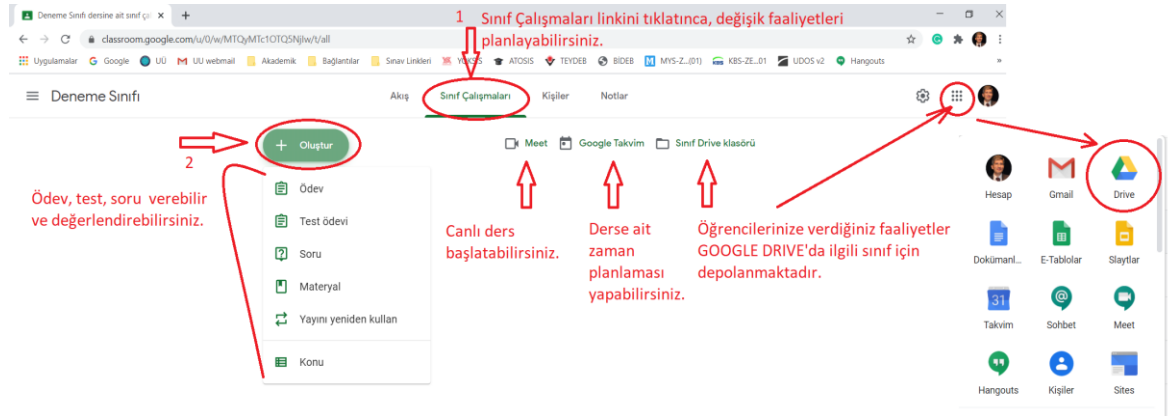 Deneme Sınıfı dersine ait sınıf çal
1 Sınıf Çalışmaları linkini tıklatınca, değişik faaliyetleri
planlayabilirsiniz.
classroom.google.com/u/0/w/MTQyMTc1OTQ5Njlw/t/all
Uygulamalar Google UÜ UU webmail Akademik Bağlantılar Sınav Linkleri YÖKSİS ATOSIS TEYDEB BİDEB MYS-Z...(01) KBS-ZE...01 UDOS v2 Hangouts »
Deneme Sınıfı Akış Sınıf Çalışmaları Kişiler Notlar
+ Oluştur
Meet Google Takvim Sınıf Drive klasörü
2
Ödev, test, soru verebilir
ve değerlendirebilirsiniz.
Ödev
Test ödevi
Soru
Materyal
Yayını yeniden kullan
Konu
Canlı ders
başlatabilirsiniz.
Derse ait
zaman
planlaması
yapabilirsiniz.
Öğrencilerinize verdiğiniz faaliyetler
GOOGLE DRIVE'da ilgili sınıf için
depolanmaktadır.
Hesap Gmail Drive
Dokümanl... E-Tablolar Slaytlar
31
Takvim Sohbet Meet
Hangouts Kişiler Sites